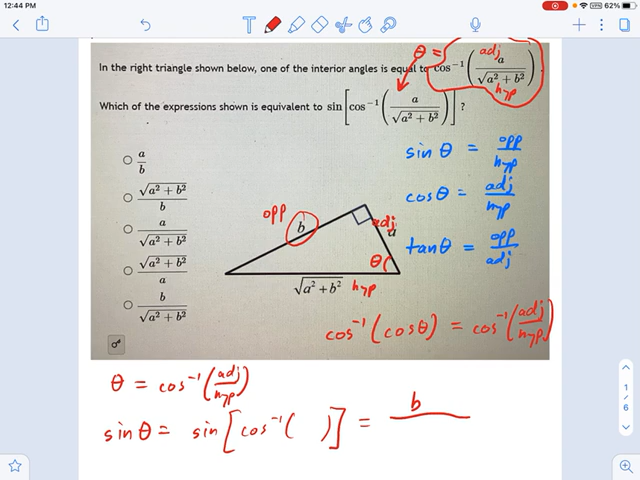 12:44 PM
VPN 62%
θ =
adj
In the right triangle shown below, one of the interior angles is equal to cos⁻¹(a/√(a² + b²))
hyp
Which of the expressions shown is equivalent to sin[cos⁻¹(a/√(a² + b²))] ?
a/b
√(a² + b²)/b
a/√(a² + b²)
√(a² + b²)/a
b/√(a² + b²)
opp
b
adj
a
θ
√(a² + b²) hyp
sin θ = opp/hyp
cos θ = adj/hyp
tan θ = opp/adj
cos⁻¹(cos θ) = cos⁻¹(adj/hyp)
θ = cos⁻¹(adj/hyp)
sin θ = sin[cos⁻¹( )] = b
1
/
6